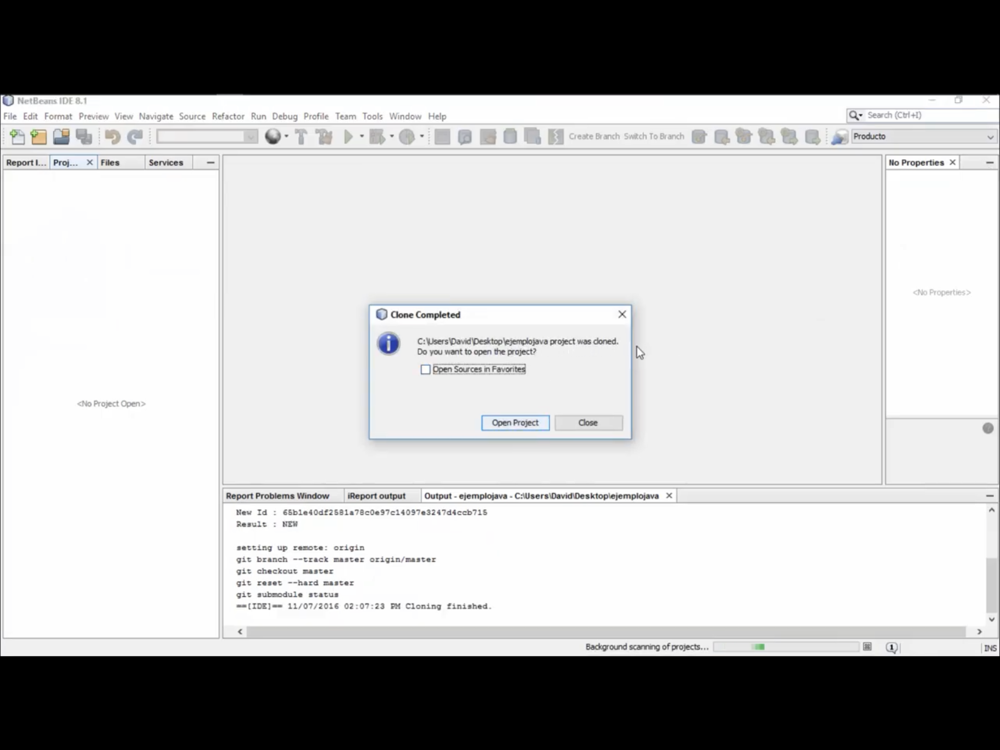 NetBeans IDE 8.1
File Edit Format Preview View Navigate Source Refactor Run Debug Profile Team Tools Window Help
Search (Ctrl+I)
Create Branch Switch To Branch
Producto
Report I... Proj... Files Services
No Properties
<No Properties>
<No Project Open>
Clone Completed
C:\Users\David\Desktop\ejemplojava project was cloned.
Do you want to open the project?
Open Sources in Favorites
Open Project Close
Report Problems Window iReport output Output - ejemplojava - C:\Users\David\Desktop\ejemplojava
New Id : 65b1e40df2581a78c0e97c14097e3247d4ccb715
Result : NEW
setting up remote: origin
git branch --track master origin/master
git checkout master
git reset --hard master
git submodule status
==[IDE]== 11/07/2016 02:07:23 PM Cloning finished.
Background scanning of projects...
1
INS